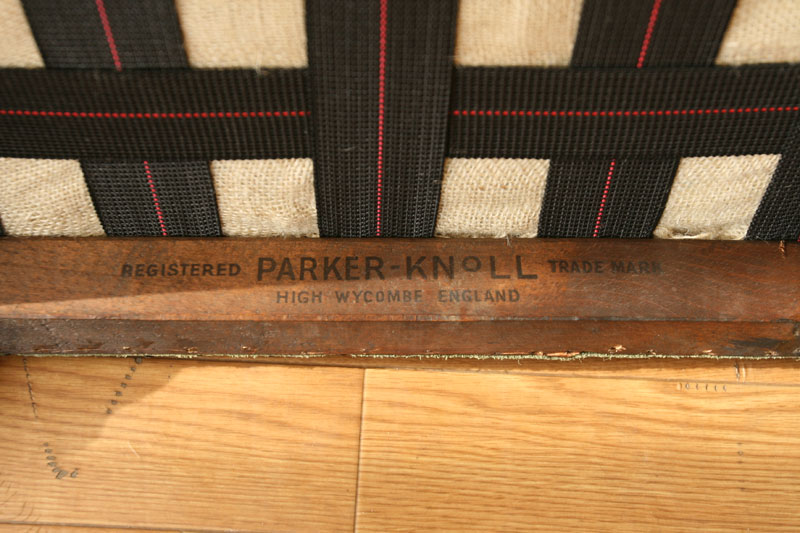 REGISTERED PARKER-KNOLL TRADE MARK
HIGH WYCOMBE ENGLAND